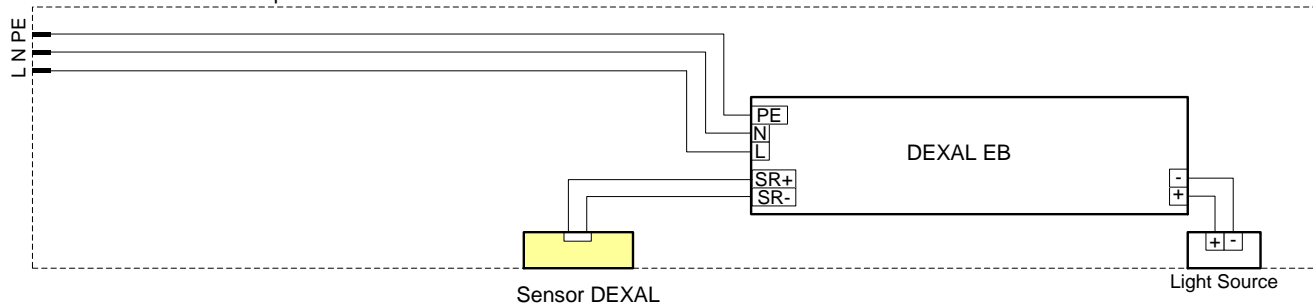 L N PE
PE
N
L
DEXAL EB
SR+
SR-
-
+
+ -
Sensor DEXAL
Light Source